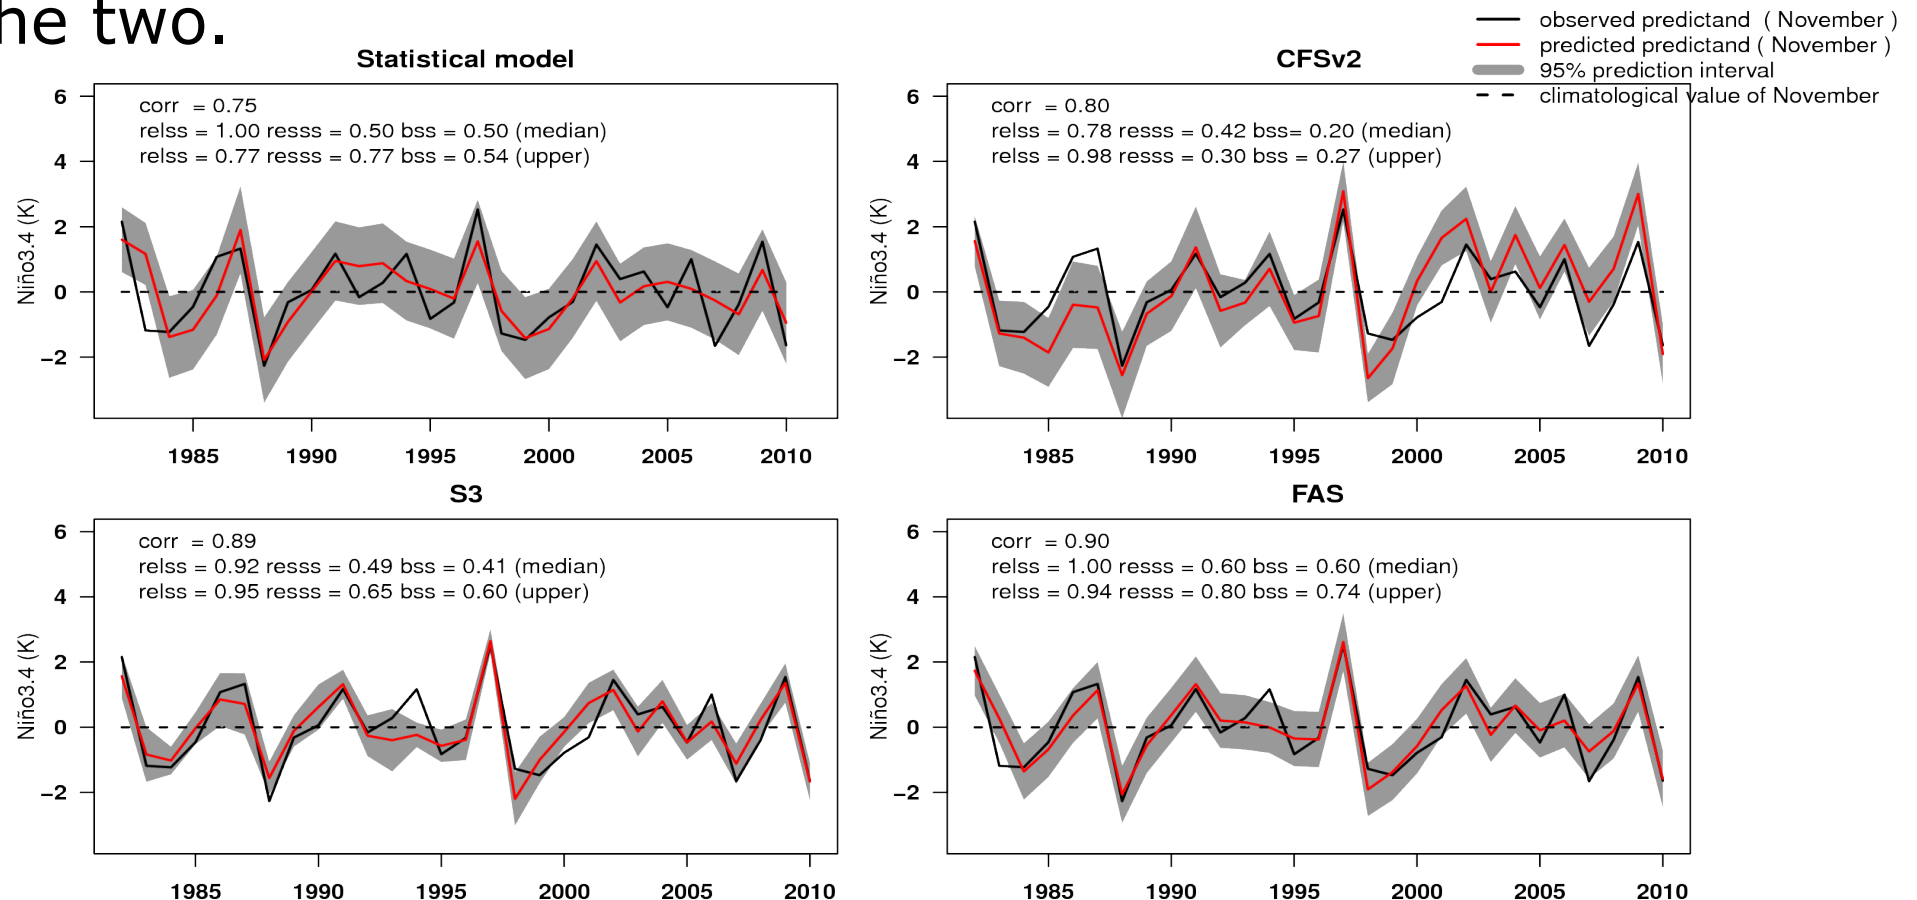 he two.
observed predictand ( November )
predicted predictand ( November )
95% prediction interval
climatological value of November
Statistical model
corr = 0.75
relss = 1.00 resss = 0.50 bss = 0.50 (median)
relss = 0.77 resss = 0.77 bss = 0.54 (upper)
Niño3.4 (K)
6
4
2
0
−2
1985 1990 1995 2000 2005 2010
CFSv2
corr = 0.80
relss = 0.78 resss = 0.42 bss= 0.20 (median)
relss = 0.98 resss = 0.30 bss = 0.27 (upper)
Niño3.4 (K)
6
4
2
0
−2
1985 1990 1995 2000 2005 2010
S3
corr = 0.89
relss = 0.92 resss = 0.49 bss = 0.41 (median)
relss = 0.95 resss = 0.65 bss = 0.60 (upper)
Niño3.4 (K)
6
4
2
0
−2
1985 1990 1995 2000 2005 2010
FAS
corr = 0.90
relss = 1.00 resss = 0.60 bss = 0.60 (median)
relss = 0.94 resss = 0.80 bss = 0.74 (upper)
Niño3.4 (K)
6
4
2
0
−2
1985 1990 1995 2000 2005 2010